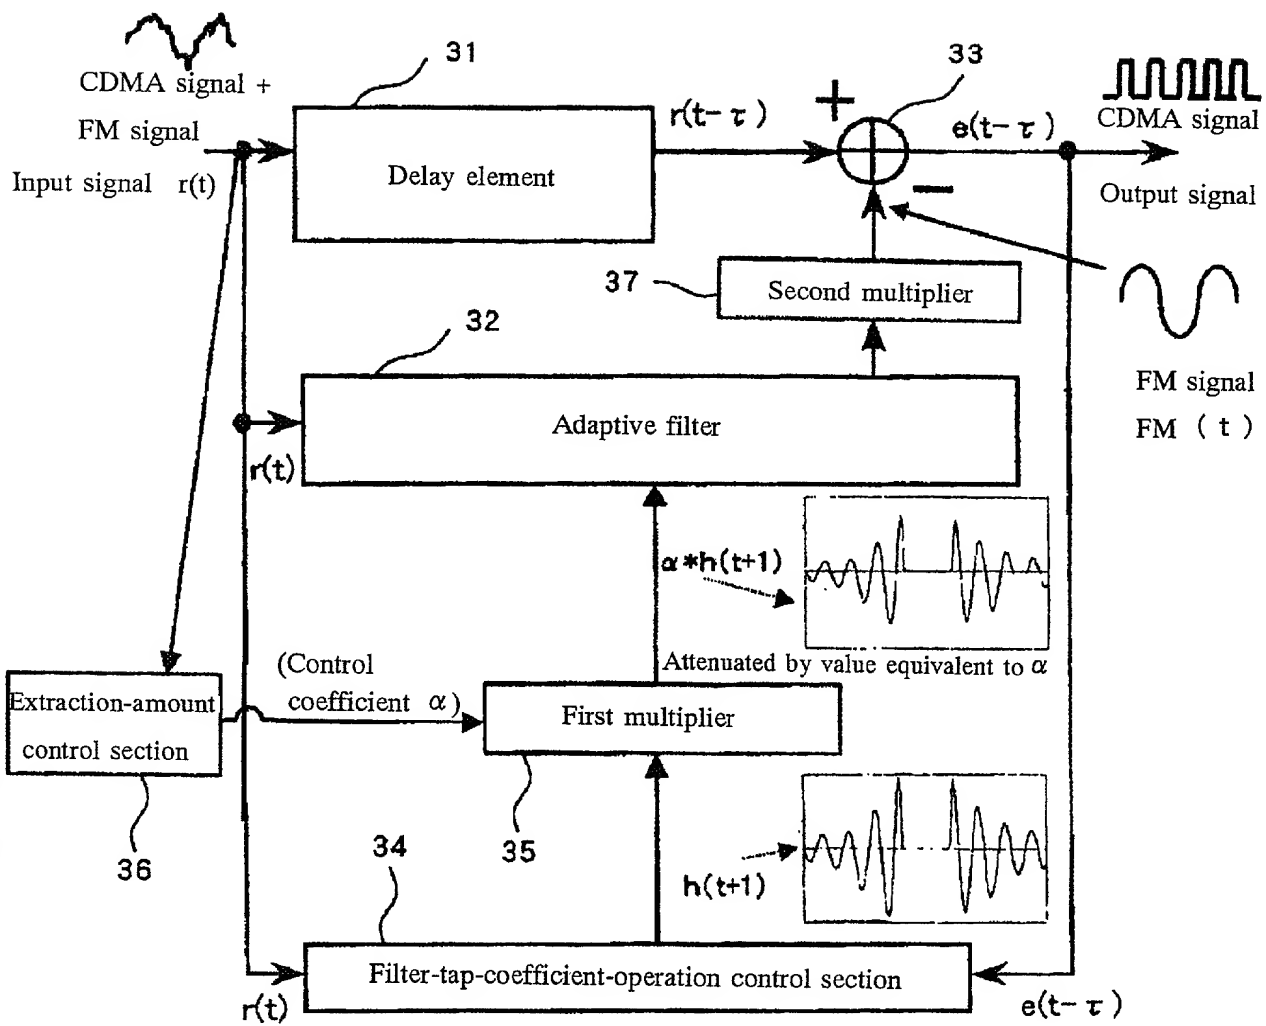 31
33
CDMA signal +
FM signal
Input signal r(t)
Delay element
r(t-τ)
+
e(t-τ)
CDMA signal
Output signal
−
37
Second multiplier
32
FM signal
FM (t)
Adaptive filter
r(t)
α*h(t+1)
Attenuated by value equivalent to α
(Control
coefficient α)
Extraction-amount
control section
First multiplier
36
35
34
h(t+1)
Filter-tap-coefficient-operation control section
r(t)
e(t-τ)